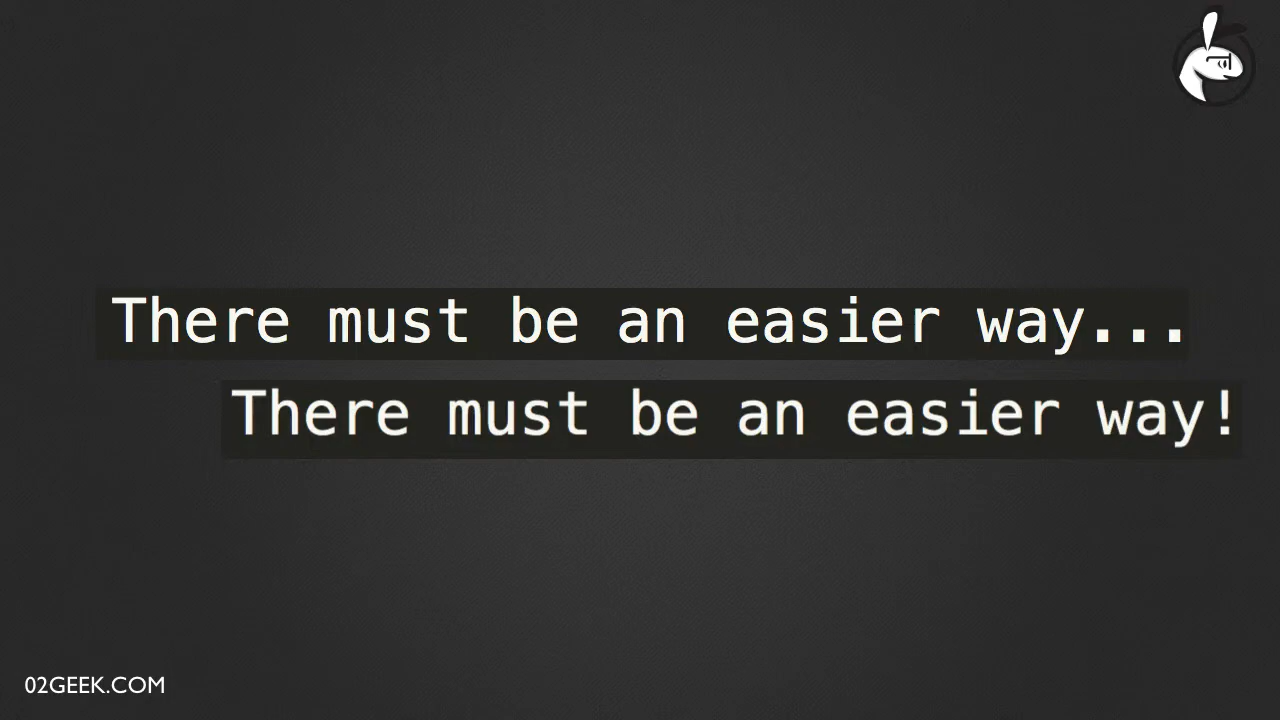 There must be an easier way...
There must be an easier way!
02GEEK.COM